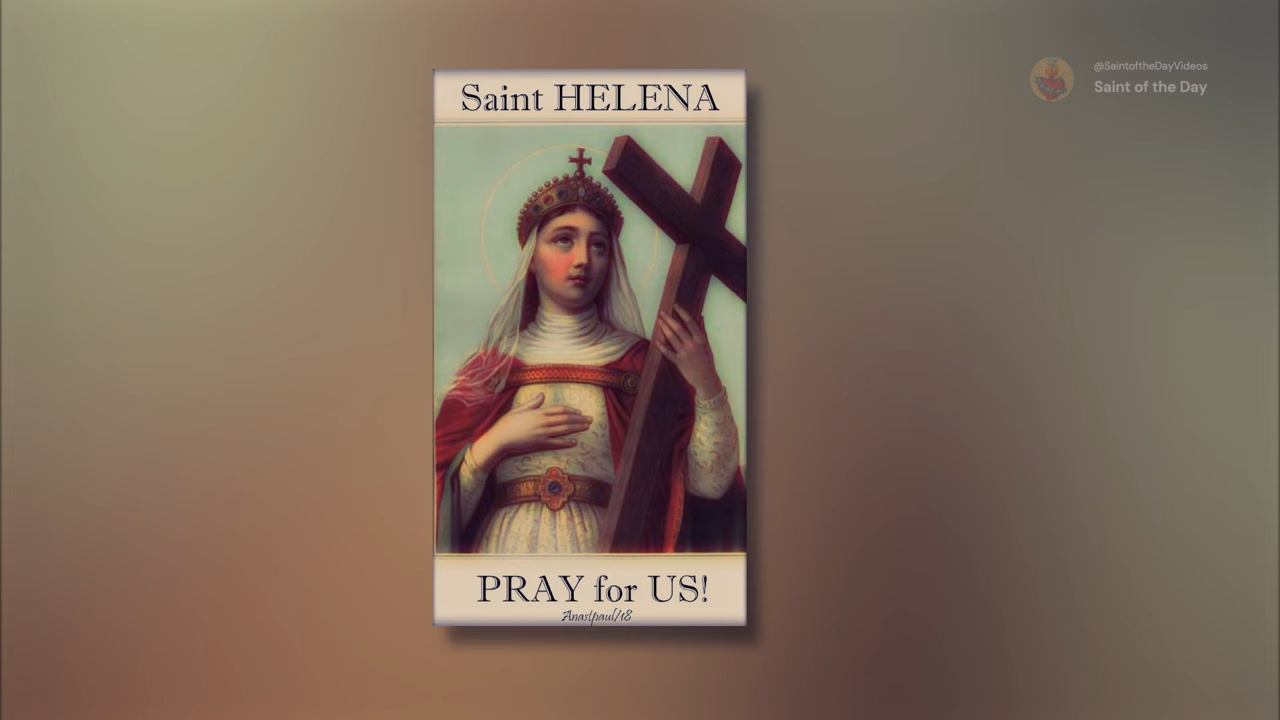 Saint HELENA
@SaintoftheDayVideos
Saint of the Day
PRAY for US!
Anastpaul/18